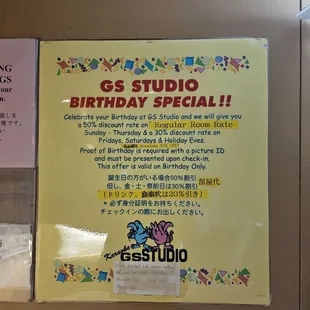 NG
GS
your
n.
GS STUDIO
BIRTHDAY SPECIAL!!
Celebrate your Birthday at GS Studio and we will give you
a 50% discount rate on Regular Room Rate
Sunday - Thursday & a 30% discount rate on
Fridays, Saturdays & Holiday Eves.
Proof of Birthday is required with a picture ID
and must be presented upon check-in.
This offer is valid on Birthday Only.
誕生日の方がいる場合50%割引
但し、金・土・祭前日は30%割引 部屋代
(ドリンク、 は20%引き)
* 必ず身分証明をお持ちください。
チェックインの際にお出しください。
Karaoke
GS STUDIO